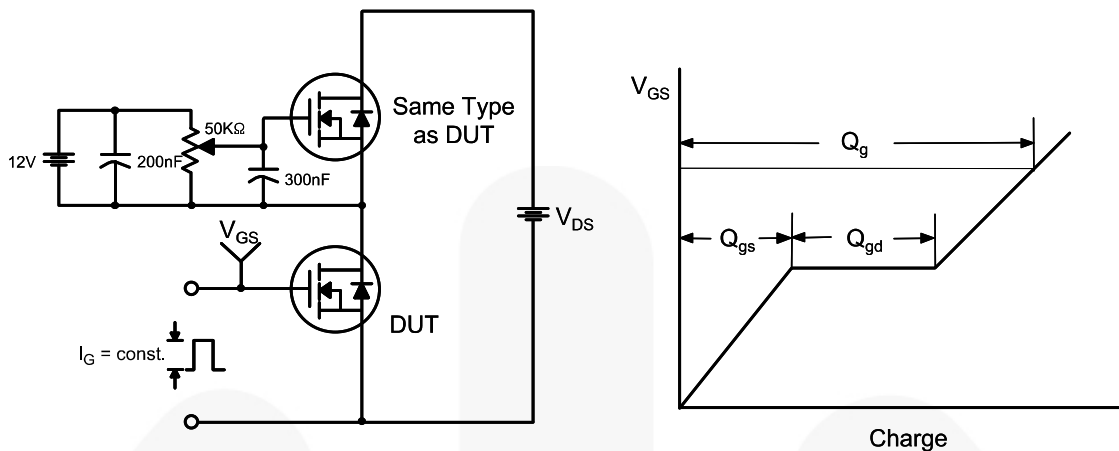 12V
200nF
50KΩ
300nF
Same Type
as DUT
VGS
DUT
IG = const.
VDS
VGS
Qg
Qgs
Qgd
Charge